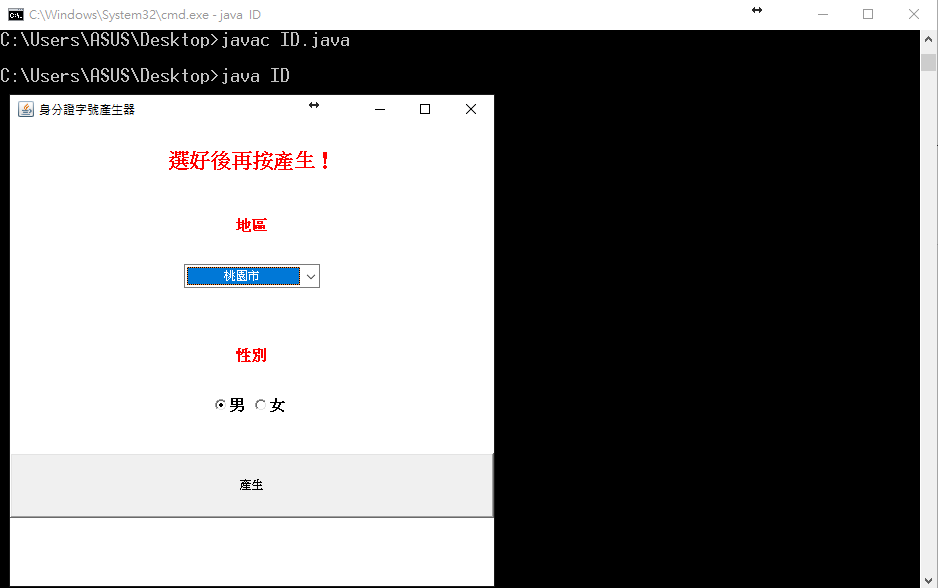 C:\Windows\System32\cmd.exe - java  ID
C:\Users\ASUS\Desktop>javac ID.java
C:\Users\ASUS\Desktop>java ID
身分證字號產生器
選好後再按產生！
地區
桃園市
性別
男 女
產生